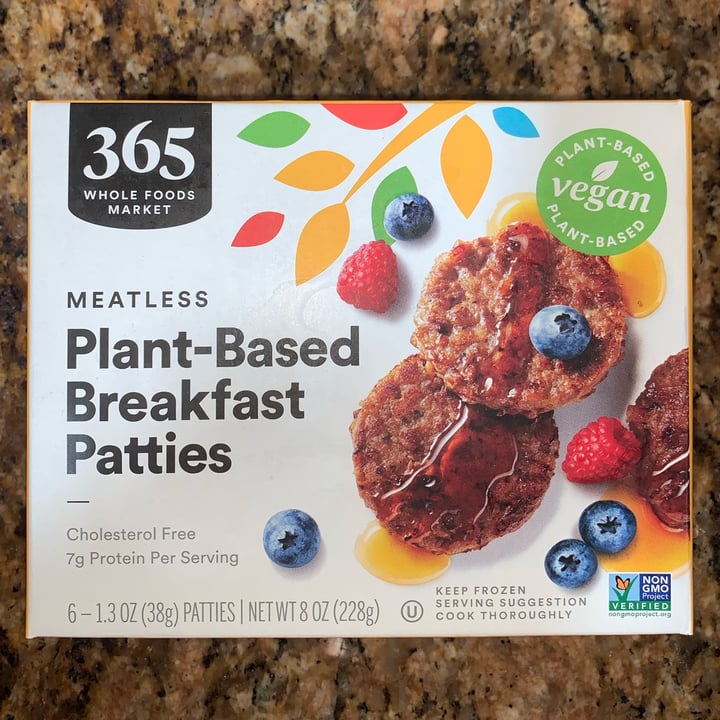 365
WHOLE FOODS
MARKET
PLANT-BASED
vegan
PLANT-BASED
MEATLESS
Plant-Based
Breakfast
Patties
Cholesterol Free
7g Protein Per Serving
6 – 1.3 OZ (38g) PATTIES | NET WT 8 OZ (228g)
U
KEEP FROZEN
SERVING SUGGESTION
COOK THOROUGHLY
NON
GMO
Project
VERIFIED
nongmoproject.org